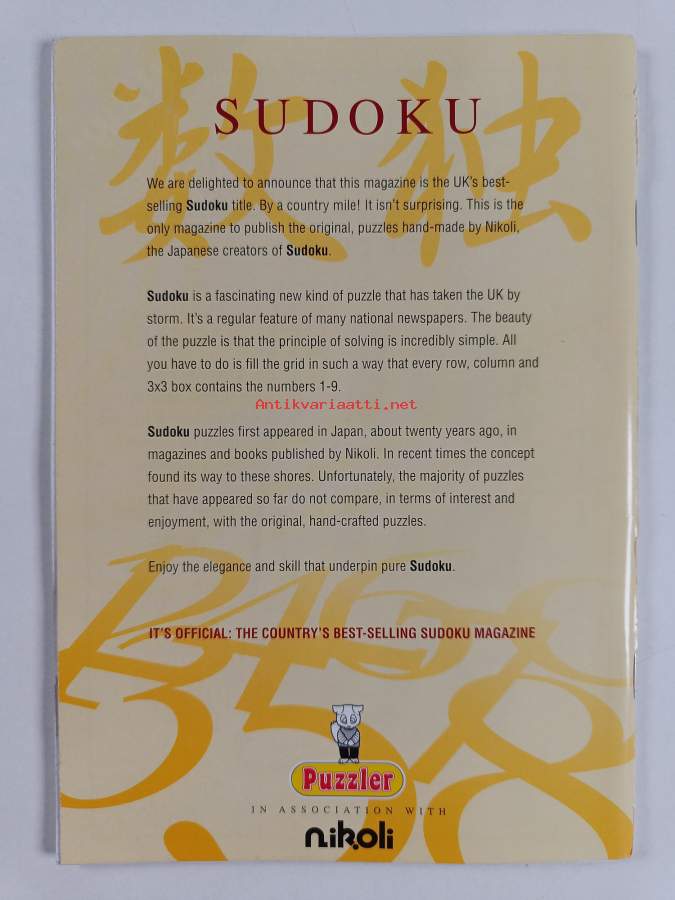 数独
SUDOKU
We are delighted to announce that this magazine is the UK's best-
selling Sudoku title. By a country mile! It isn't surprising. This is the
only magazine to publish the original, puzzles hand-made by Nikoli,
the Japanese creators of Sudoku.
Sudoku is a fascinating new kind of puzzle that has taken the UK by
storm. It's a regular feature of many national newspapers. The beauty
of the puzzle is that the principle of solving is incredibly simple. All
you have to do is fill the grid in such a way that every row, column and
3x3 box contains the numbers 1-9.
Antikvariaatti.net
Sudoku puzzles first appeared in Japan, about twenty years ago, in
magazines and books published by Nikoli. In recent times the concept
found its way to these shores. Unfortunately, the majority of puzzles
that have appeared so far do not compare, in terms of interest and
enjoyment, with the original, hand-crafted puzzles.
Enjoy the elegance and skill that underpin pure Sudoku.
IT'S OFFICIAL: THE COUNTRY'S BEST-SELLING SUDOKU MAGAZINE
358
Puzzler
IN ASSOCIATION WITH
nikoli